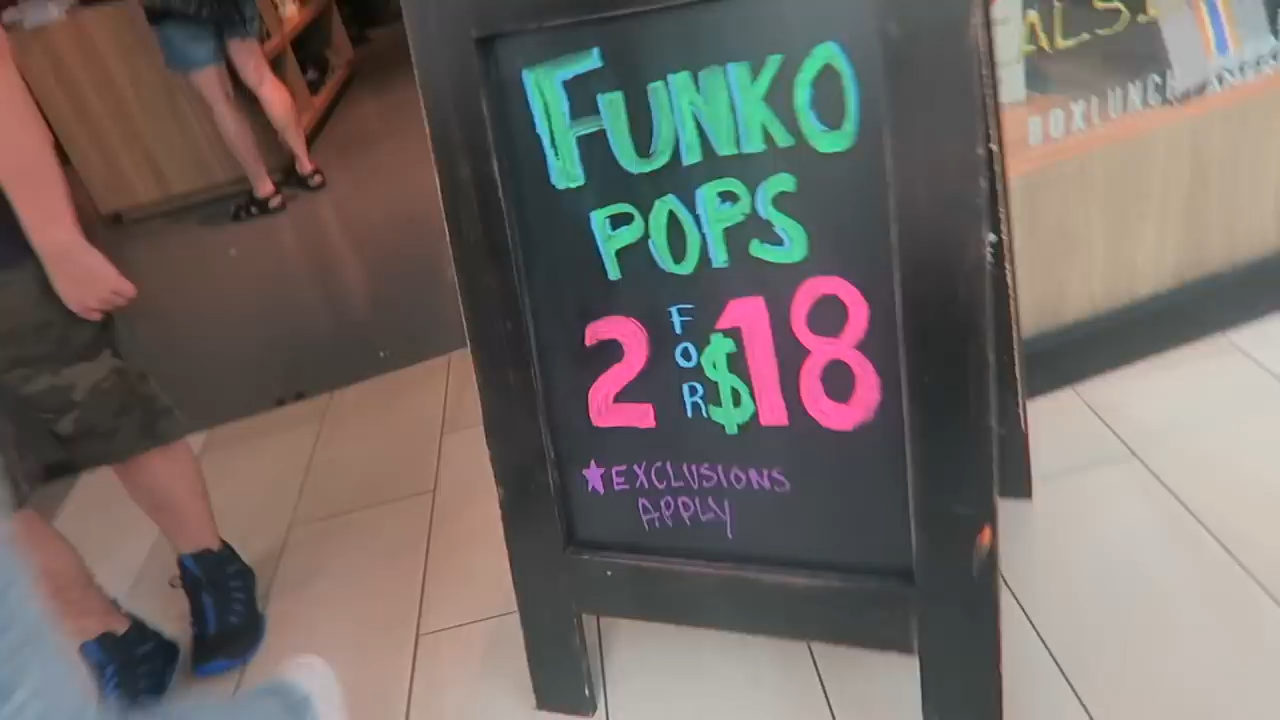 FUNKO
POPS
2 FOR $18
★EXCLUSIONS
APPLY
BOXLUNCH